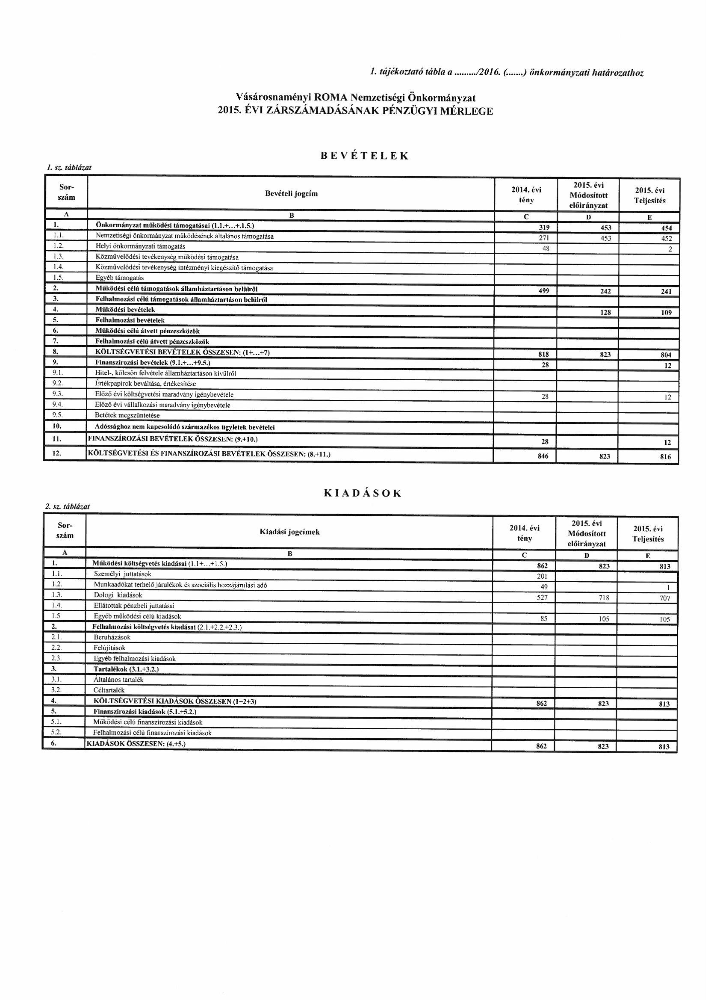 1. tájékoztató tábla a ........./2016. (.......) önkormányzati határozathoz
Vásárosnaményi ROMA Nemzetiségi Önkormányzat
2015. ÉVI ZÁRSZÁMADÁSÁNAK PÉNZÜGYI MÉRLEGE
BEVÉTELEK
1. sz. táblázat
Sor-szám Bevételi jogcím 2014. évi tény 2015. évi Módosított előirányzat 2015. évi Teljesítés
A B C D E
1. Önkormányzat működési támogatásai (1.1.+…+.1.5.) 319 453 454
1.1. Nemzetiségi önkormányzat működésének általános támogatása 271 453 452
1.2. Helyi önkormányzati támogatás 48 2
1.3. Közművelődési tevékenység működési támogatása
1.4. Közművelődési tevékenység intézményi kiegészítő támogatása
1.5. Egyéb támogatás
2. Működési célú támogatások államháztartáson belülről 499 242 241
3. Felhalmozási célú támogatások államháztartáson belülről
4. Működési bevételek 128 109
5. Felhalmozási bevételek
6. Működési célú átvett pénzeszközök
7. Felhalmozási célú átvett pénzeszközök
8. KÖLTSÉGVETÉSI BEVÉTELEK ÖSSZESEN: (1+…+7) 818 823 804
9. Finanszírozási bevételek (9.1.+…+9.5.) 28 12
9.1. Hitel-, kölcsön felvétele államháztartáson kívülről
9.2. Értékpapírok beváltása, értékesítése
9.3. Előző évi költségvetési maradvány igénybevétele 28 12
9.4. Előző évi vállalkozási maradvány igénybevétele
9.5. Betétek megszüntetése
10. Adóssághoz nem kapcsolódó származékos ügyletek bevételei
11. FINANSZÍROZÁSI BEVÉTELEK ÖSSZESEN: (9.+10.) 28 12
12. KÖLTSÉGVETÉSI ÉS FINANSZÍROZÁSI BEVÉTELEK ÖSSZESEN: (8.+11.) 846 823 816
KIADÁSOK
2. sz. táblázat
Sor-szám Kiadási jogcímek 2014. évi tény 2015. évi Módosított előirányzat 2015. évi Teljesítés
A B C D E
1. Működési költségvetés kiadásai (1.1+…+1.5.) 862 823 813
1.1. Személyi juttatások 201
1.2. Munkaadókat terhelő járulékok és szociális hozzájárulási adó 49 1
1.3. Dologi kiadások 527 718 707
1.4. Ellátottak pénzbeli juttatásai
1.5 Egyéb működési célú kiadások 85 105 105
2. Felhalmozási költségvetés kiadásai (2.1.+2.2.+2.3.)
2.1. Beruházások
2.2. Felújítások
2.3. Egyéb felhalmozási kiadások
3. Tartalékok (3.1.+3.2.)
3.1. Általános tartalék
3.2. Céltartalék
4. KÖLTSÉGVETÉSI KIADÁSOK ÖSSZESEN (1+2+3) 862 823 813
5. Finanszírozási kiadások (5.1.+5.2.)
5.1. Működési célú finanszírozási kiadások
5.2. Felhalmozási célú finanszírozási kiadások
6. KIADÁSOK ÖSSZESEN: (4.+5.) 862 823 813